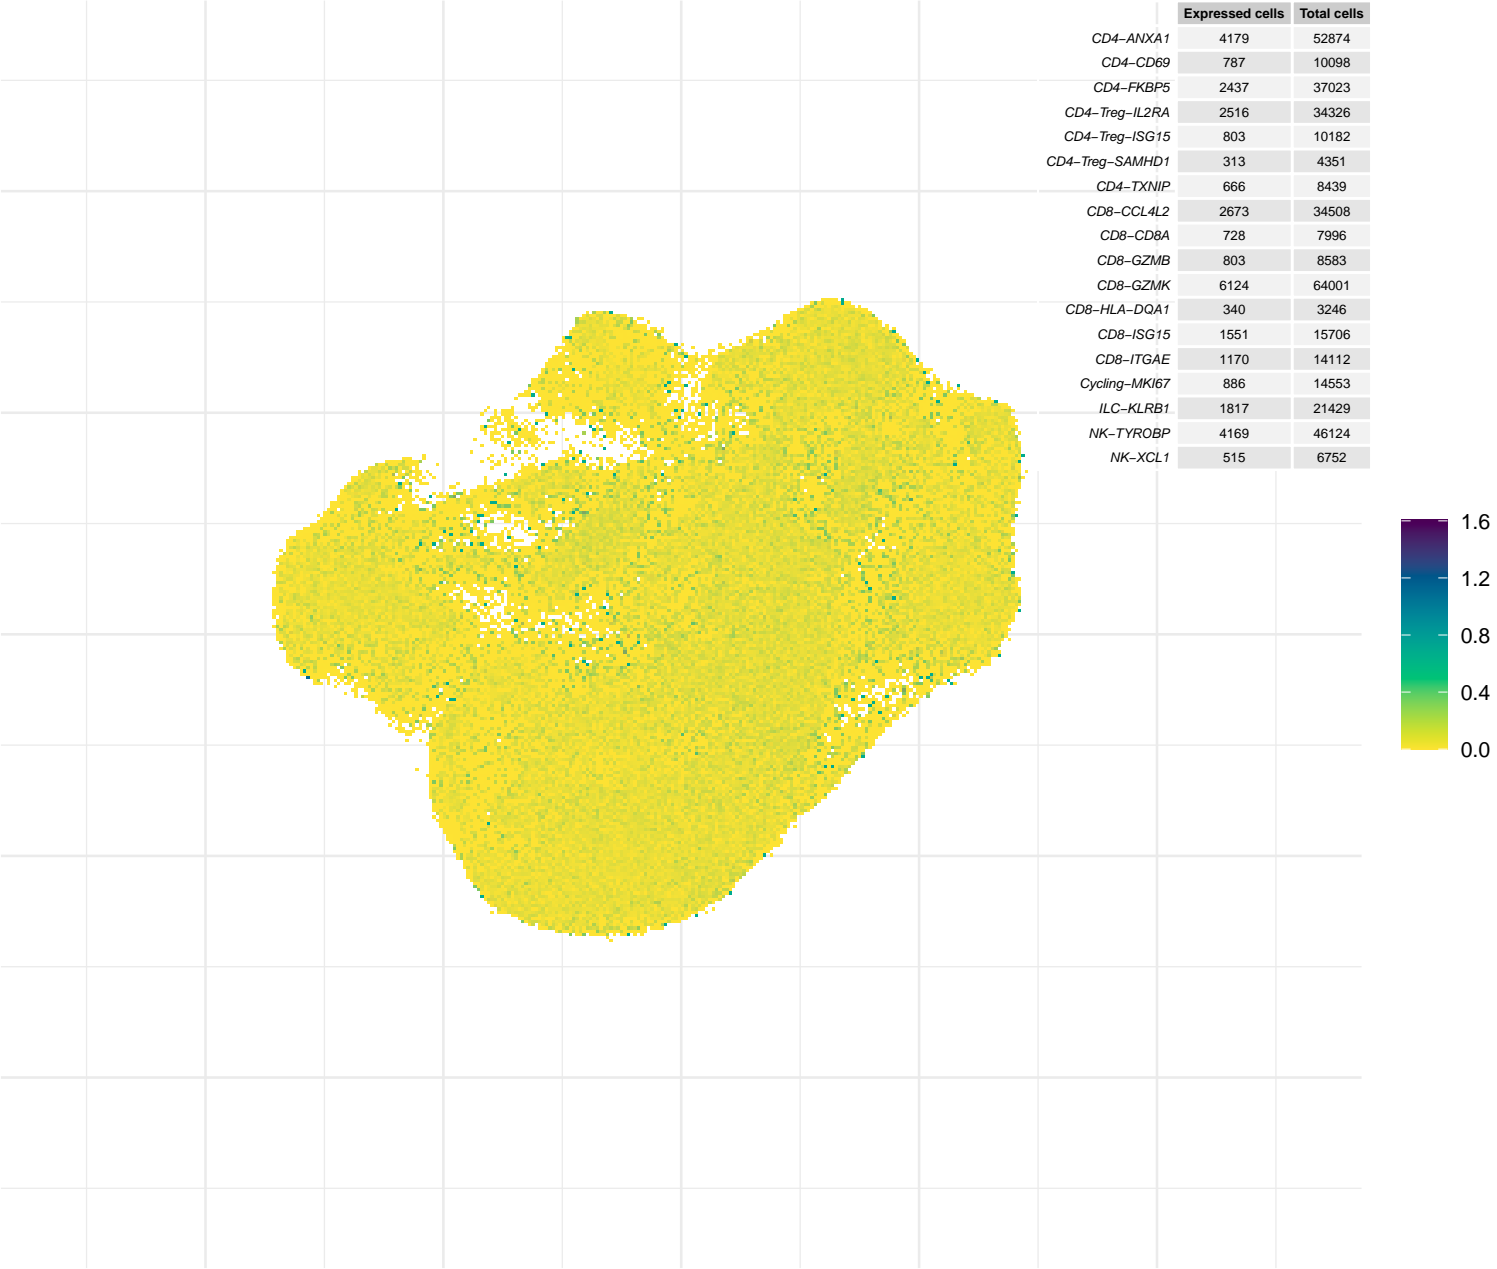 Expressed cells Total cells
CD4−ANXA1 4179 52874
CD4−CD69 787 10098
CD4−FKBP5 2437 37023
CD4−Treg−IL2RA 2516 34326
CD4−Treg−ISG15 803 10182
CD4−Treg−SAMHD1 313 4351
CD4−TXNIP 666 8439
CD8−CCL4L2 2673 34508
CD8−CD8A 728 7996
CD8−GZMB 803 8583
CD8−GZMK 6124 64001
CD8−HLA−DQA1 340 3246
CD8−ISG15 1551 15706
CD8−ITGAE 1170 14112
Cycling−MKI67 886 14553
ILC−KLRB1 1817 21429
NK−TYROBP 4169 46124
NK−XCL1 515 6752
1.6
1.2
0.8
0.4
0.0